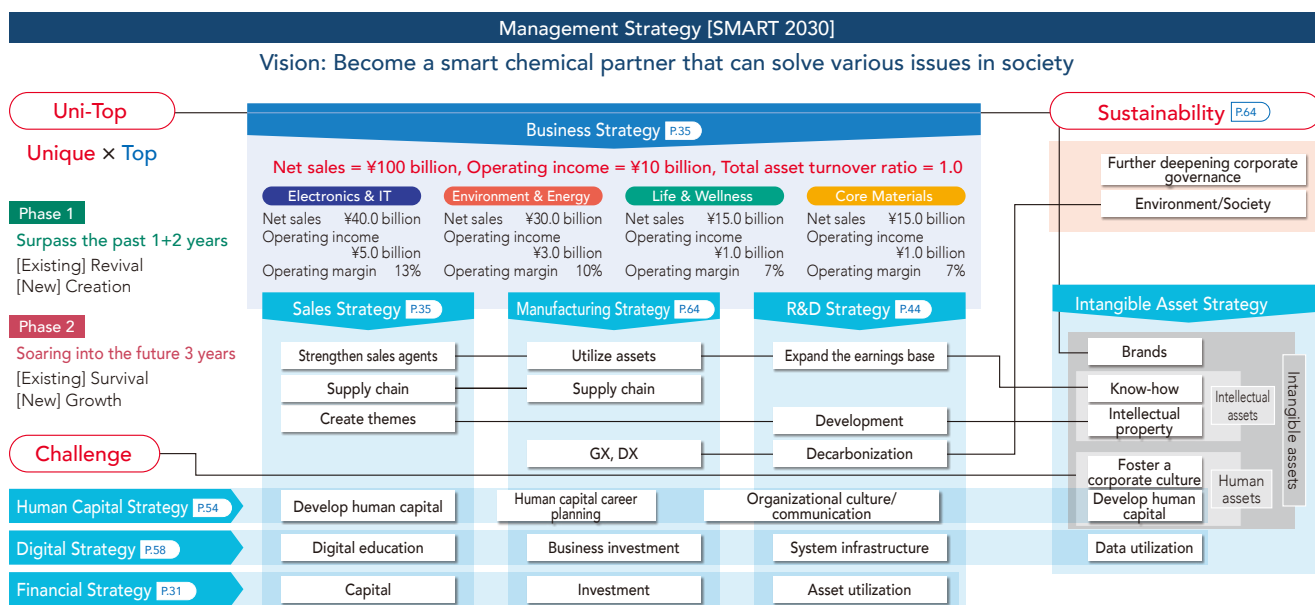 Management Strategy [SMART 2030]
Vision: Become a smart chemical partner that can solve various issues in society
Uni-Top
Unique × Top
Phase 1
Surpass the past 1+2 years
[Existing] Revival
[New] Creation
Phase 2
Soaring into the future 3 years
[Existing] Survival
[New] Growth
Challenge
Business Strategy P.35
Net sales = ¥100 billion, Operating income = ¥10 billion, Total asset turnover ratio = 1.0
Electronics & IT
Net sales ¥40.0 billion
Operating income
¥5.0 billion
Operating margin 13%
Environment & Energy
Net sales ¥30.0 billion
Operating income
¥3.0 billion
Operating margin 10%
Life & Wellness
Net sales ¥15.0 billion
Operating income
¥1.0 billion
Operating margin 7%
Core Materials
Net sales ¥15.0 billion
Operating income
¥1.0 billion
Operating margin 7%
Sustainability P.64
Further deepening corporate
governance
Environment/Society
Sales Strategy P.35
Strengthen sales agents
Supply chain
Create themes
Manufacturing Strategy P.64
Utilize assets
Supply chain
GX, DX
R&D Strategy P.44
Expand the earnings base
Development
Decarbonization
Intangible Asset Strategy
Brands
Know-how
Intellectual
property
Intellectual
assets
Foster a
corporate culture
Develop human
capital
Human
assets
Intangible assets
Human Capital Strategy P.54
Develop human capital
Human capital career
planning
Organizational culture/
communication
Digital Strategy P.58
Digital education
Business investment
System infrastructure
Data utilization
Financial Strategy P.31
Capital
Investment
Asset utilization